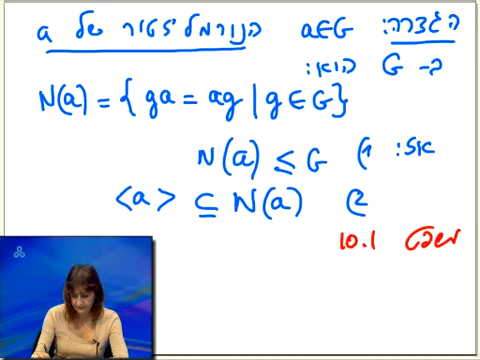 הגדרה: a∈G הנורמליזטור של a
ב- G הוא:
N(a) = { ga = ag | g ∈ G }
אז: 1) N(a) ≤ G
2) <a> ⊆ N(a)
משפט 10.1